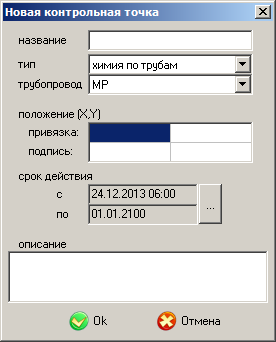 Новая контрольная точка
название
тип химия по трубам
трубопровод МР
положение (X,Y)
привязка:
подпись:
срок действия
с 24.12.2013 06:00
по 01.01.2100
...
описание
Ok Отмена